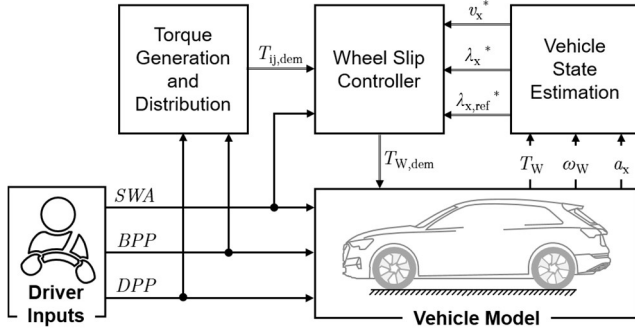 Torque
Generation
and
Distribution
T_ij,dem
Wheel Slip
Controller
v_x*
λ_x*
λ_x,ref*
Vehicle
State
Estimation
T_W,dem
T_W
ω_W
a_x
SWA
BPP
DPP
Driver
Inputs
Vehicle Model